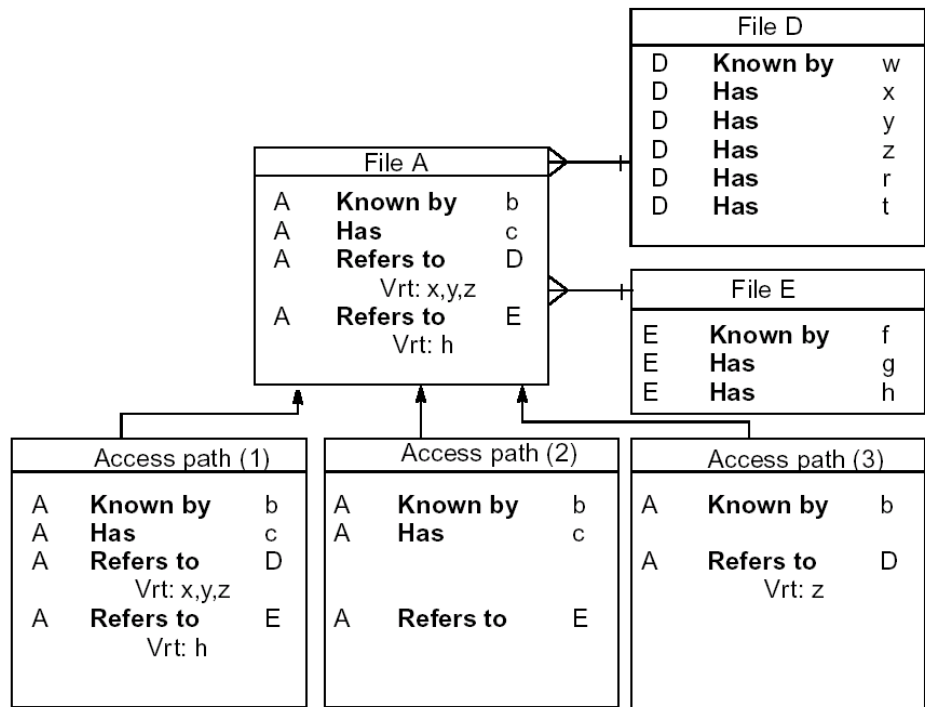 File D
D Known by w
D Has x
D Has y
D Has z
D Has r
D Has t
File A
A Known by b
A Has c
A Refers to D
Vrt: x,y,z
A Refers to E
Vrt: h
File E
E Known by f
E Has g
E Has h
Access path (1)
A Known by b
A Has c
A Refers to D
Vrt: x,y,z
A Refers to E
Vrt: h
Access path (2)
A Known by b
A Has c
A Refers to E
Access path (3)
A Known by b
A Refers to D
Vrt: z